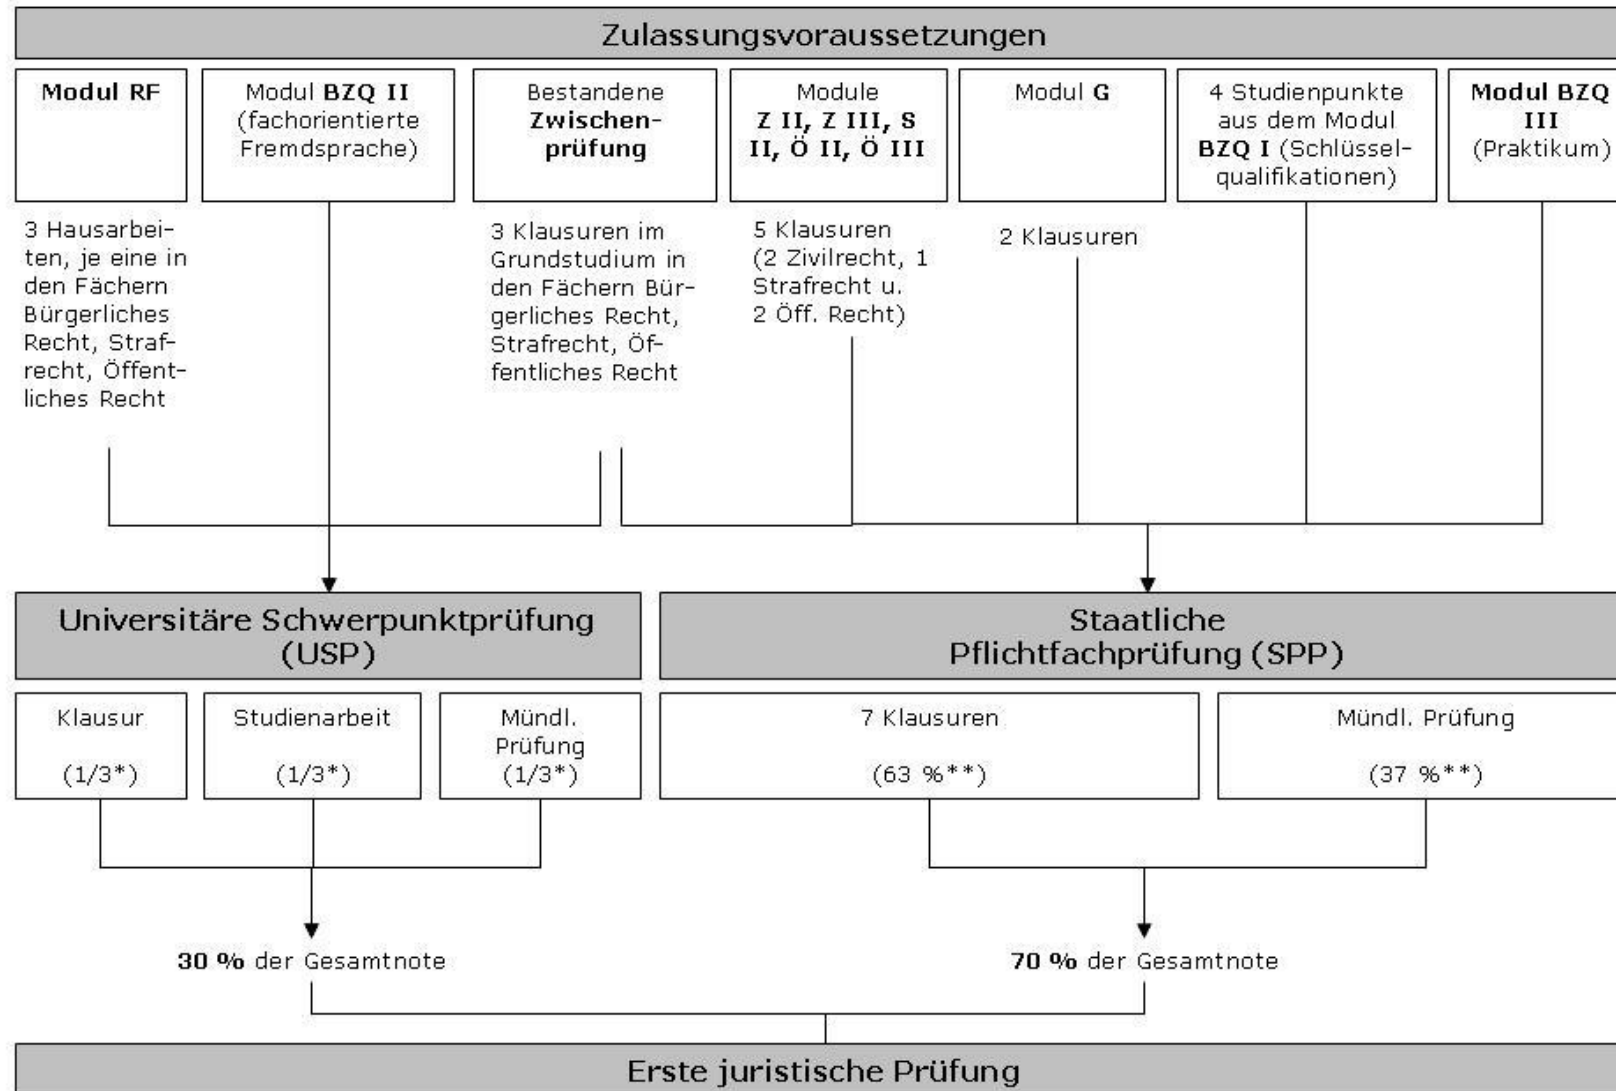 Zulassungsvoraussetzungen
Modul RF
Modul BZQ II
(fachorientierte
Fremdsprache)
Bestandene
Zwischen-
prüfung
Module
Z II, Z III, S
II, Ö II, Ö III
Modul G
4 Studienpunkte
aus dem Modul
BZQ I (Schlüssel-
qualifikationen)
Modul BZQ
III
(Praktikum)
3 Hausarbei-
ten, je eine in
den Fächern
Bürgerliches
Recht, Straf-
recht, Öffent-
liches Recht
3 Klausuren im
Grundstudium in
den Fächern Bür-
gerliches Recht,
Strafrecht, Öf-
fentliches Recht
5 Klausuren
(2 Zivilrecht, 1
Strafrecht u.
2 Öff. Recht)
2 Klausuren
Universitäre Schwerpunktprüfung
(USP)
Staatliche
Pflichtfachprüfung (SPP)
Klausur
(1/3*)
Studienarbeit
(1/3*)
Mündl.
Prüfung
(1/3*)
7 Klausuren
(63 %**)
Mündl. Prüfung
(37 %**)
30 % der Gesamtnote
70 % der Gesamtnote
Erste juristische Prüfung